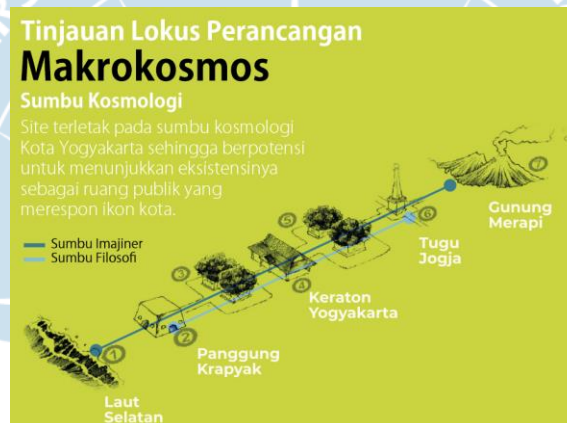 Tinjauan Lokus Perancangan
Makrokosmos
Sumbu Kosmologi
Site terletak pada sumbu kosmologi
Kota Yogyakarta sehingga berpotensi
untuk menunjukkan eksistensinya
sebagai ruang publik yang
merespon ikon kota.
Sumbu Imajiner
Sumbu Filosofi
7
Gunung
Merapi
6
Tugu
Jogja
5
4
Keraton
Yogyakarta
3
2
Panggung
Krapyak
1
Laut
Selatan